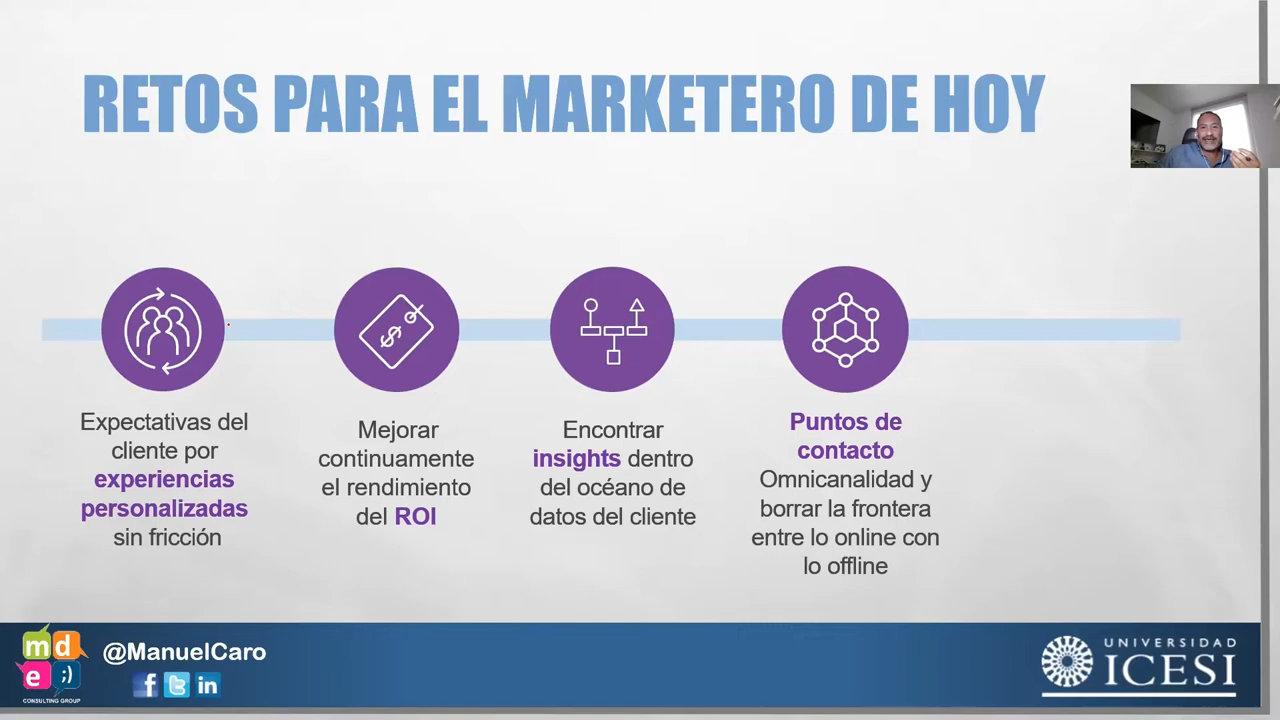 RETOS PARA EL MARKETERO DE HOY
Expectativas del
cliente por
experiencias
personalizadas
sin fricción
Mejorar
continuamente
el rendimiento
del ROI
Encontrar
insights dentro
del océano de
datos del cliente
Puntos de
contacto
Omnicanalidad y
borrar la frontera
entre lo online con
lo offline
md
e ;)
CONSULTING GROUP
@ManuelCaro
UNIVERSIDAD
ICESI